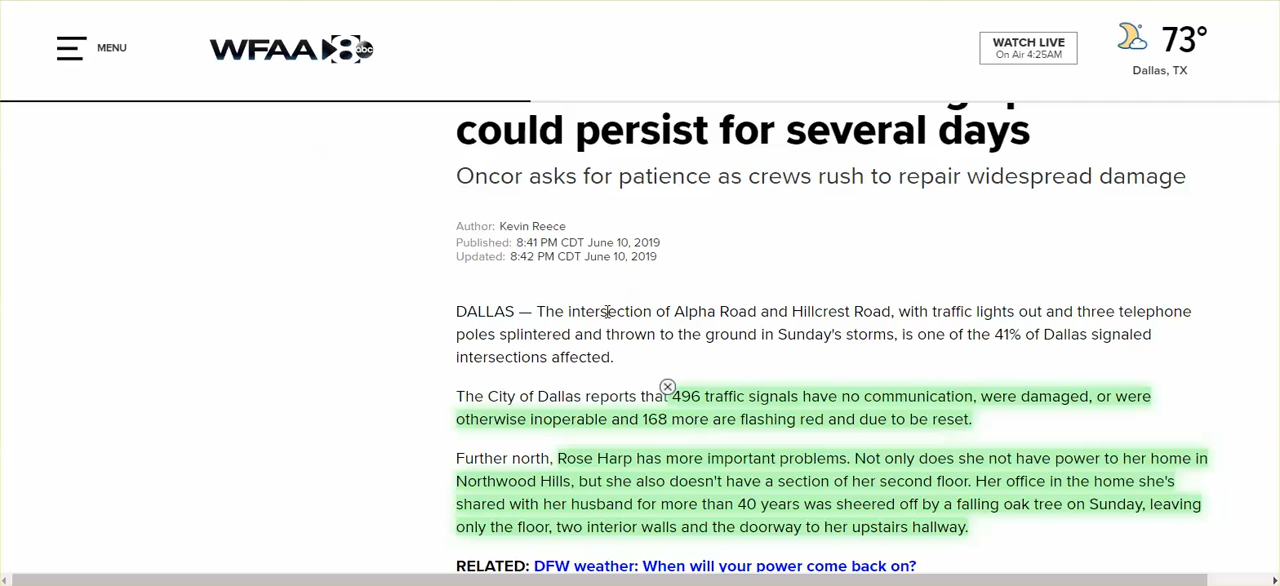 MENU
WFAA 8 abc
WATCH LIVE
On Air 4:25AM
73°
Dallas, TX
could persist for several days
Oncor asks for patience as crews rush to repair widespread damage
Author: Kevin Reece
Published: 8:41 PM CDT June 10, 2019
Updated: 8:42 PM CDT June 10, 2019
DALLAS — The intersection of Alpha Road and Hillcrest Road, with traffic lights out and three telephone
poles splintered and thrown to the ground in Sunday's storms, is one of the 41% of Dallas signaled
intersections affected.
The City of Dallas reports that 496 traffic signals have no communication, were damaged, or were
otherwise inoperable and 168 more are flashing red and due to be reset.
Further north, Rose Harp has more important problems. Not only does she not have power to her home in
Northwood Hills, but she also doesn't have a section of her second floor. Her office in the home she's
shared with her husband for more than 40 years was sheered off by a falling oak tree on Sunday, leaving
only the floor, two interior walls and the doorway to her upstairs hallway.
RELATED: DFW weather: When will your power come back on?